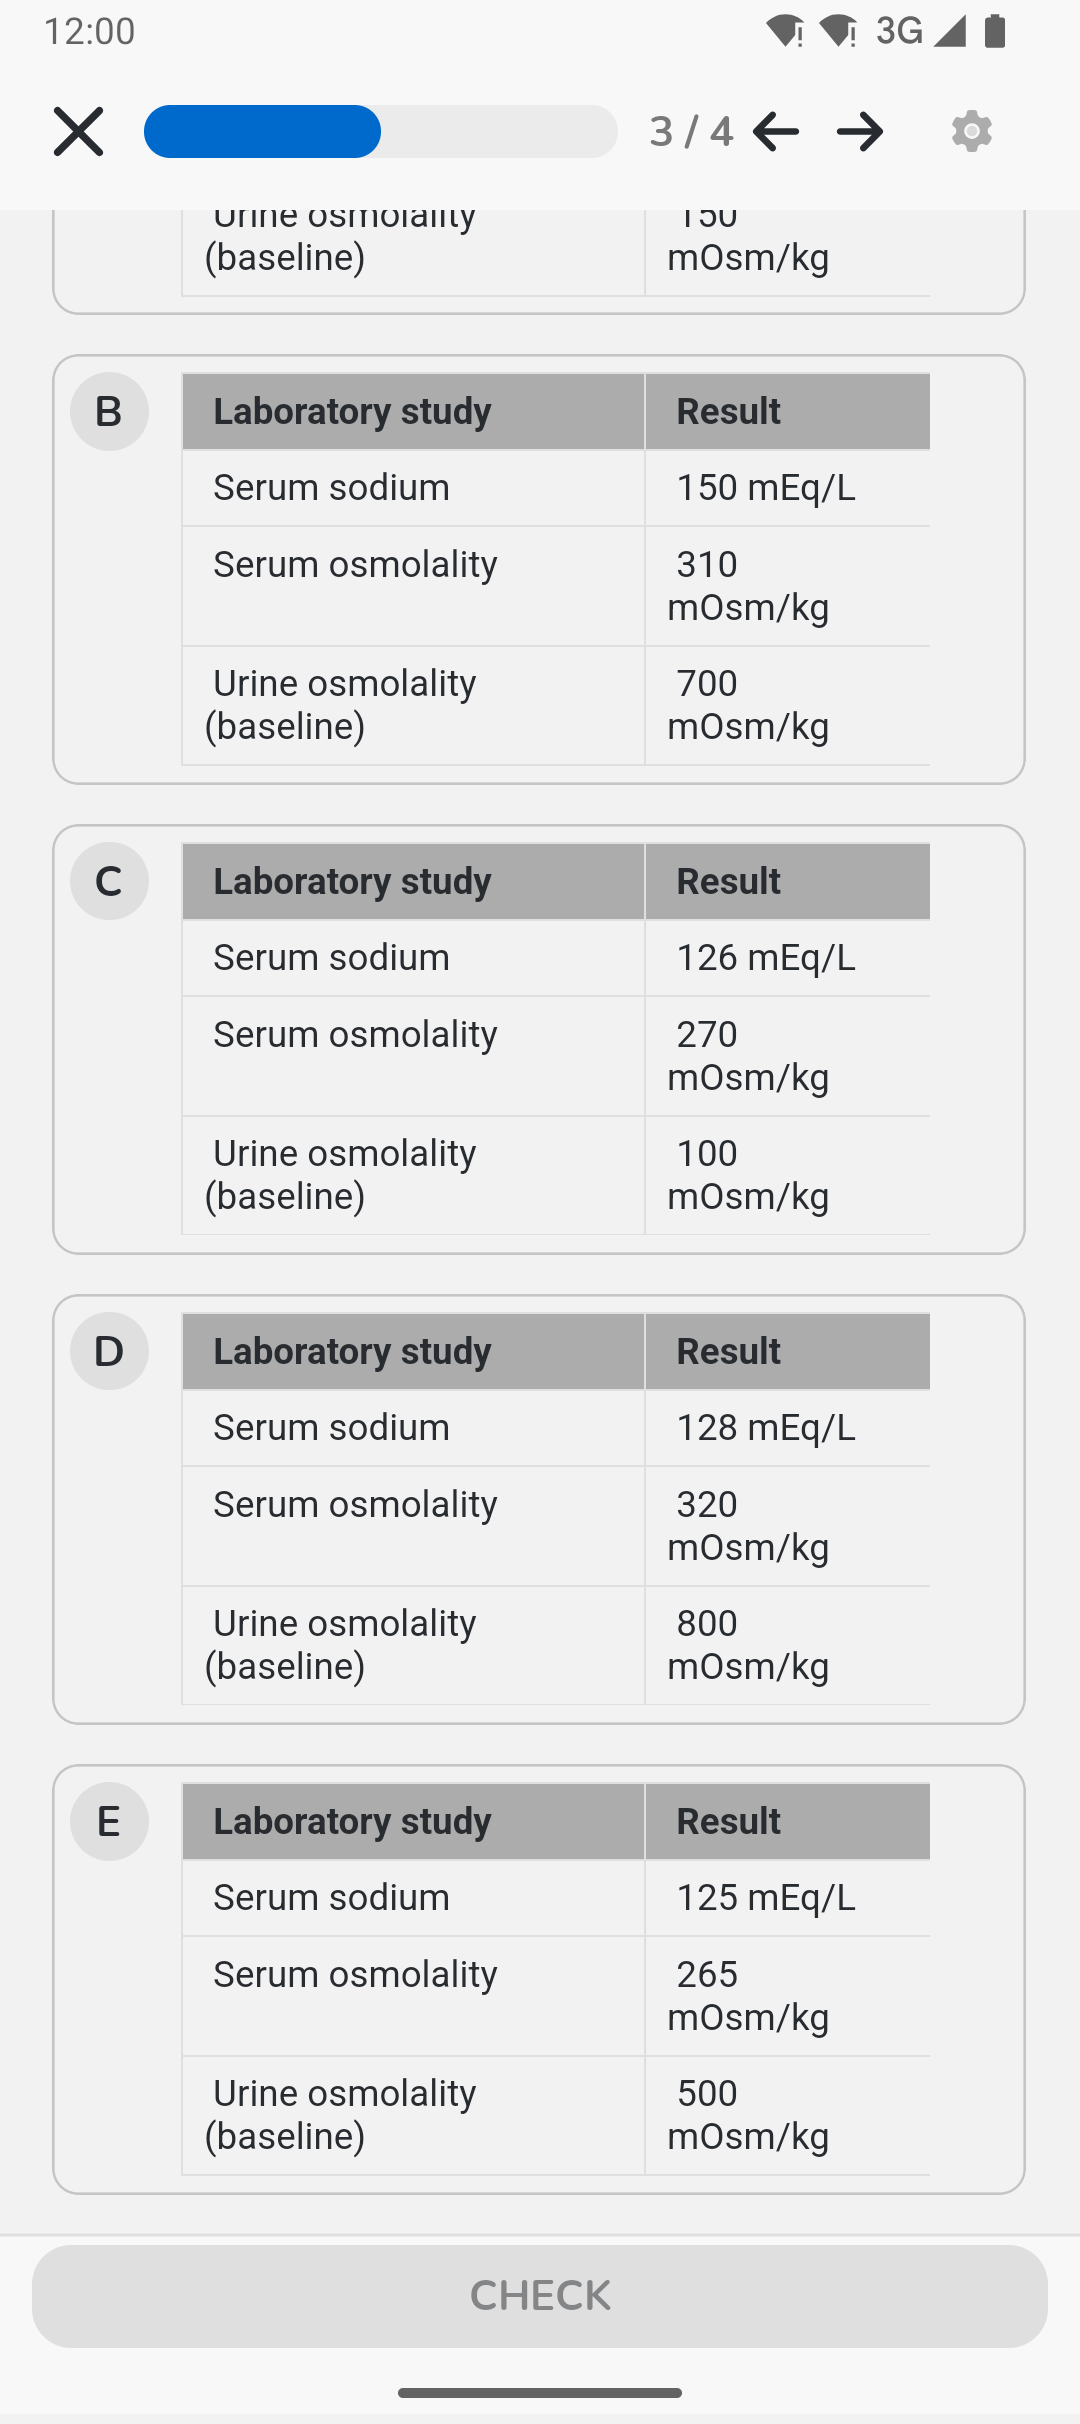 12:00
3G
3 / 4
Urine osmolality 150
(baseline) mOsm/kg
B
Laboratory study Result
Serum sodium 150 mEq/L
Serum osmolality 310
mOsm/kg
Urine osmolality 700
(baseline) mOsm/kg
C
Laboratory study Result
Serum sodium 126 mEq/L
Serum osmolality 270
mOsm/kg
Urine osmolality 100
(baseline) mOsm/kg
D
Laboratory study Result
Serum sodium 128 mEq/L
Serum osmolality 320
mOsm/kg
Urine osmolality 800
(baseline) mOsm/kg
E
Laboratory study Result
Serum sodium 125 mEq/L
Serum osmolality 265
mOsm/kg
Urine osmolality 500
(baseline) mOsm/kg
CHECK